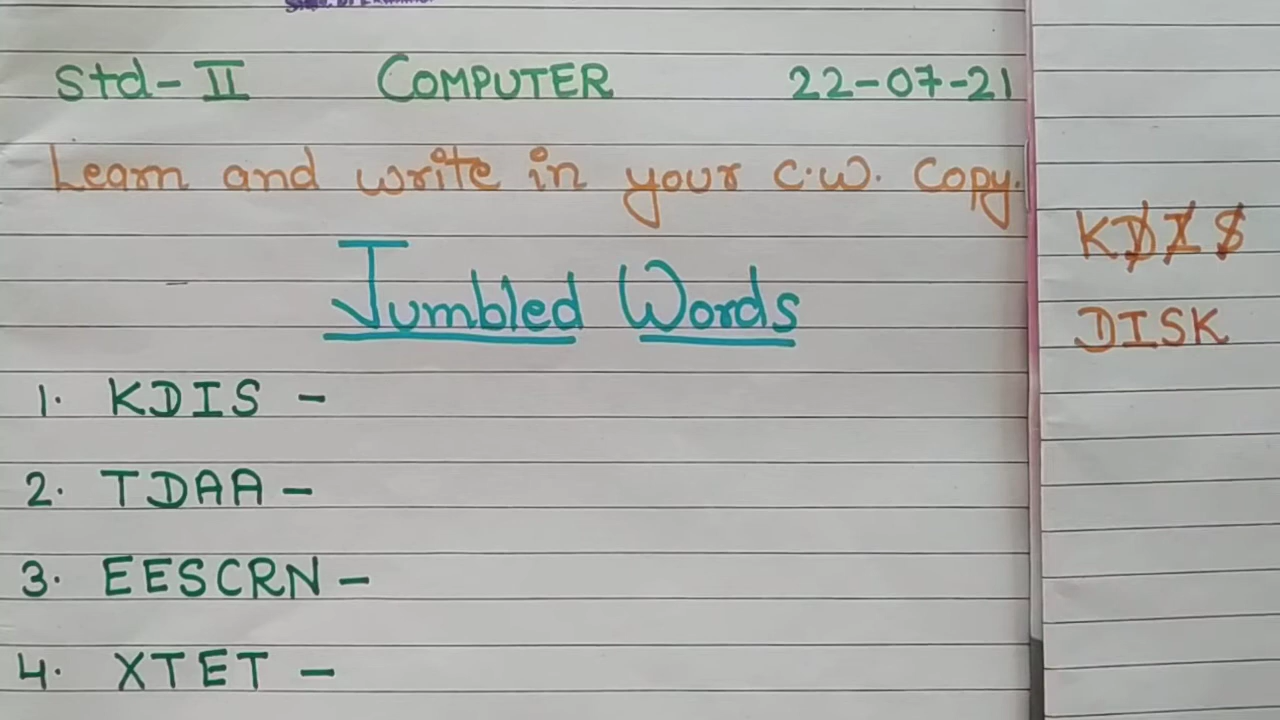 Std-II COMPUTER 22-07-21
Learn and write in your C.W. Copy.
Jumbled Words
1. KDIS -
2. TDAA -
3. EESCRN -
4. XTET -
KDIS
DISK